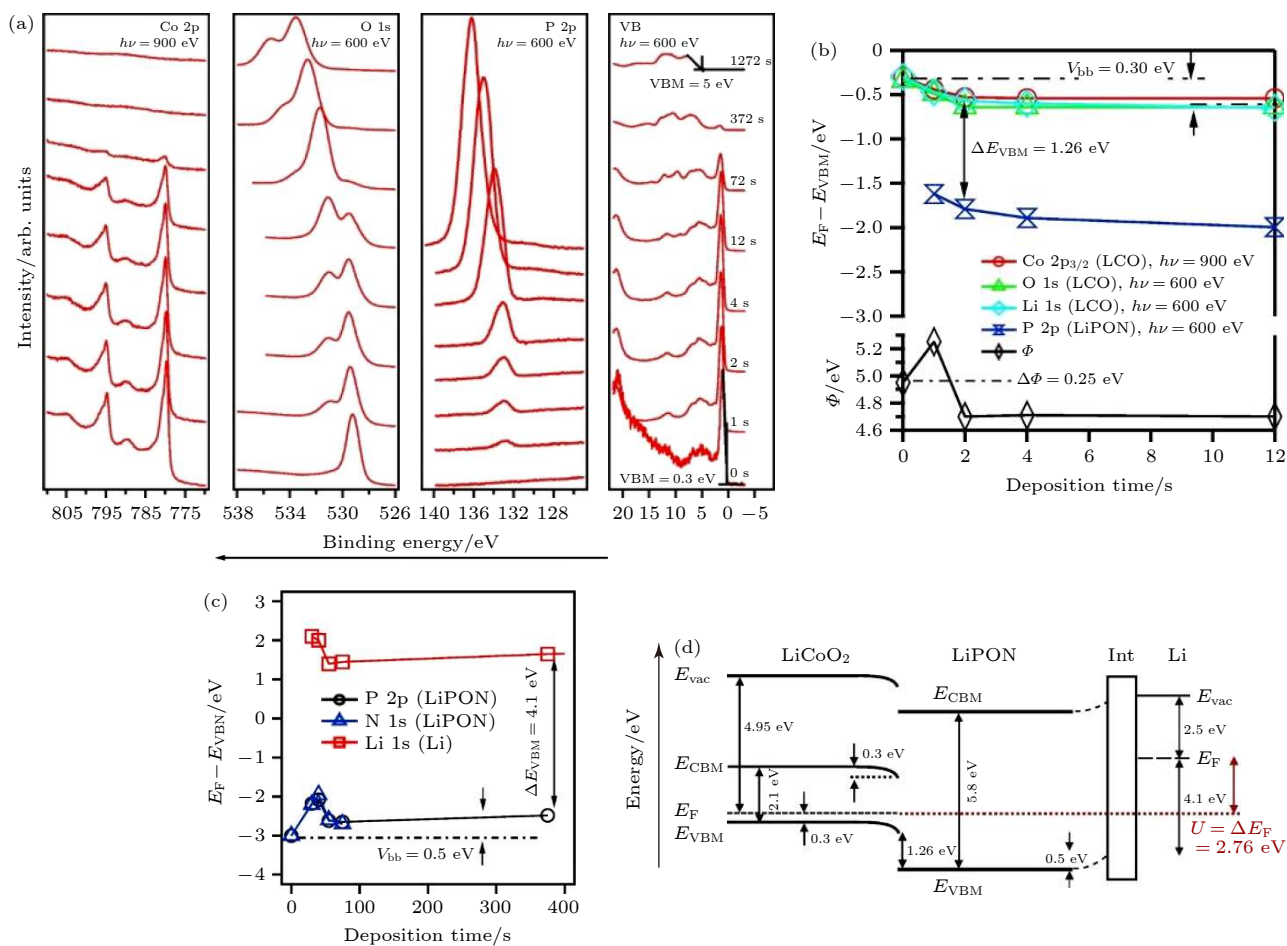 (a)
Co 2p
hν = 900 eV
O 1s
hν = 600 eV
P 2p
hν = 600 eV
VB
hν = 600 eV
1272 s
VBM = 5 eV
372 s
72 s
12 s
4 s
2 s
1 s
0 s
VBM = 0.3 eV
Intensity/arb. units
805 795 785 775
538 534 530 526
140 136 132 128
20 15 10 5 0 −5
Binding energy/eV
(b)
0
−0.5
−1.0
−1.5
−2.0
−2.5
−3.0
E_F − E_VBM/eV
V_bb = 0.30 eV
ΔE_VBM = 1.26 eV
Co 2p_3/2 (LCO), hν = 900 eV
O 1s (LCO), hν = 600 eV
Li 1s (LCO), hν = 600 eV
P 2p (LiPON), hν = 600 eV
Φ
5.2
5.0
4.8
4.6
Φ/eV
ΔΦ = 0.25 eV
0 2 4 6 8 10 12
Deposition time/s
(c)
3
2
1
0
−1
−2
−3
−4
E_F − E_VBN/eV
P 2p (LiPON)
N 1s (LiPON)
Li 1s (Li)
ΔE_VBM = 4.1 eV
V_bb = 0.5 eV
0 100 200 300 400
Deposition time/s
(d)
Energy/eV
LiCoO₂ LiPON Int Li
E_vac
4.95 eV
E_CBM
2.1 eV
0.3 eV
E_F
E_VBM
0.3 eV
E_CBM
5.8 eV
1.26 eV
E_VBM
0.5 eV
E_vac
2.5 eV
E_F
4.1 eV
U = ΔE_F
= 2.76 eV